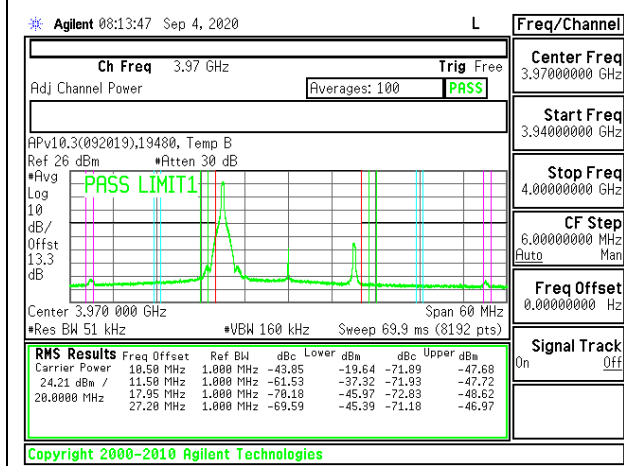 Agilent 08:13:47 Sep 4, 2020 L
Ch Freq 3.97 GHz Trig Free
Adj Channel Power Averages: 100 PASS
APv10.3(092019),19480, Temp B
Ref 26 dBm #Atten 30 dB
#Avg
Log
10
dB/
Offst
13.3
dB
PASS LIMIT1
Center 3.970 000 GHz Span 60 MHz
#Res BW 51 kHz #VBW 160 kHz Sweep 69.9 ms (8192 pts)
RMS Results Freq Offset Ref BW dBc Lower dBm dBc Upper dBm
Carrier Power 10.50 MHz 1.000 MHz -43.85 -19.64 -71.89 -47.68
24.21 dBm / 11.50 MHz 1.000 MHz -61.53 -37.32 -71.93 -47.72
20.0000 MHz 17.95 MHz 1.000 MHz -70.18 -45.97 -72.83 -48.62
27.20 MHz 1.000 MHz -69.59 -45.39 -71.18 -46.97
Copyright 2000-2010 Agilent Technologies
Freq/Channel
Center Freq
3.97000000 GHz
Start Freq
3.94000000 GHz
Stop Freq
4.00000000 GHz
CF Step
6.00000000 MHz
Auto Man
Freq Offset
0.00000000 Hz
Signal Track
On Off